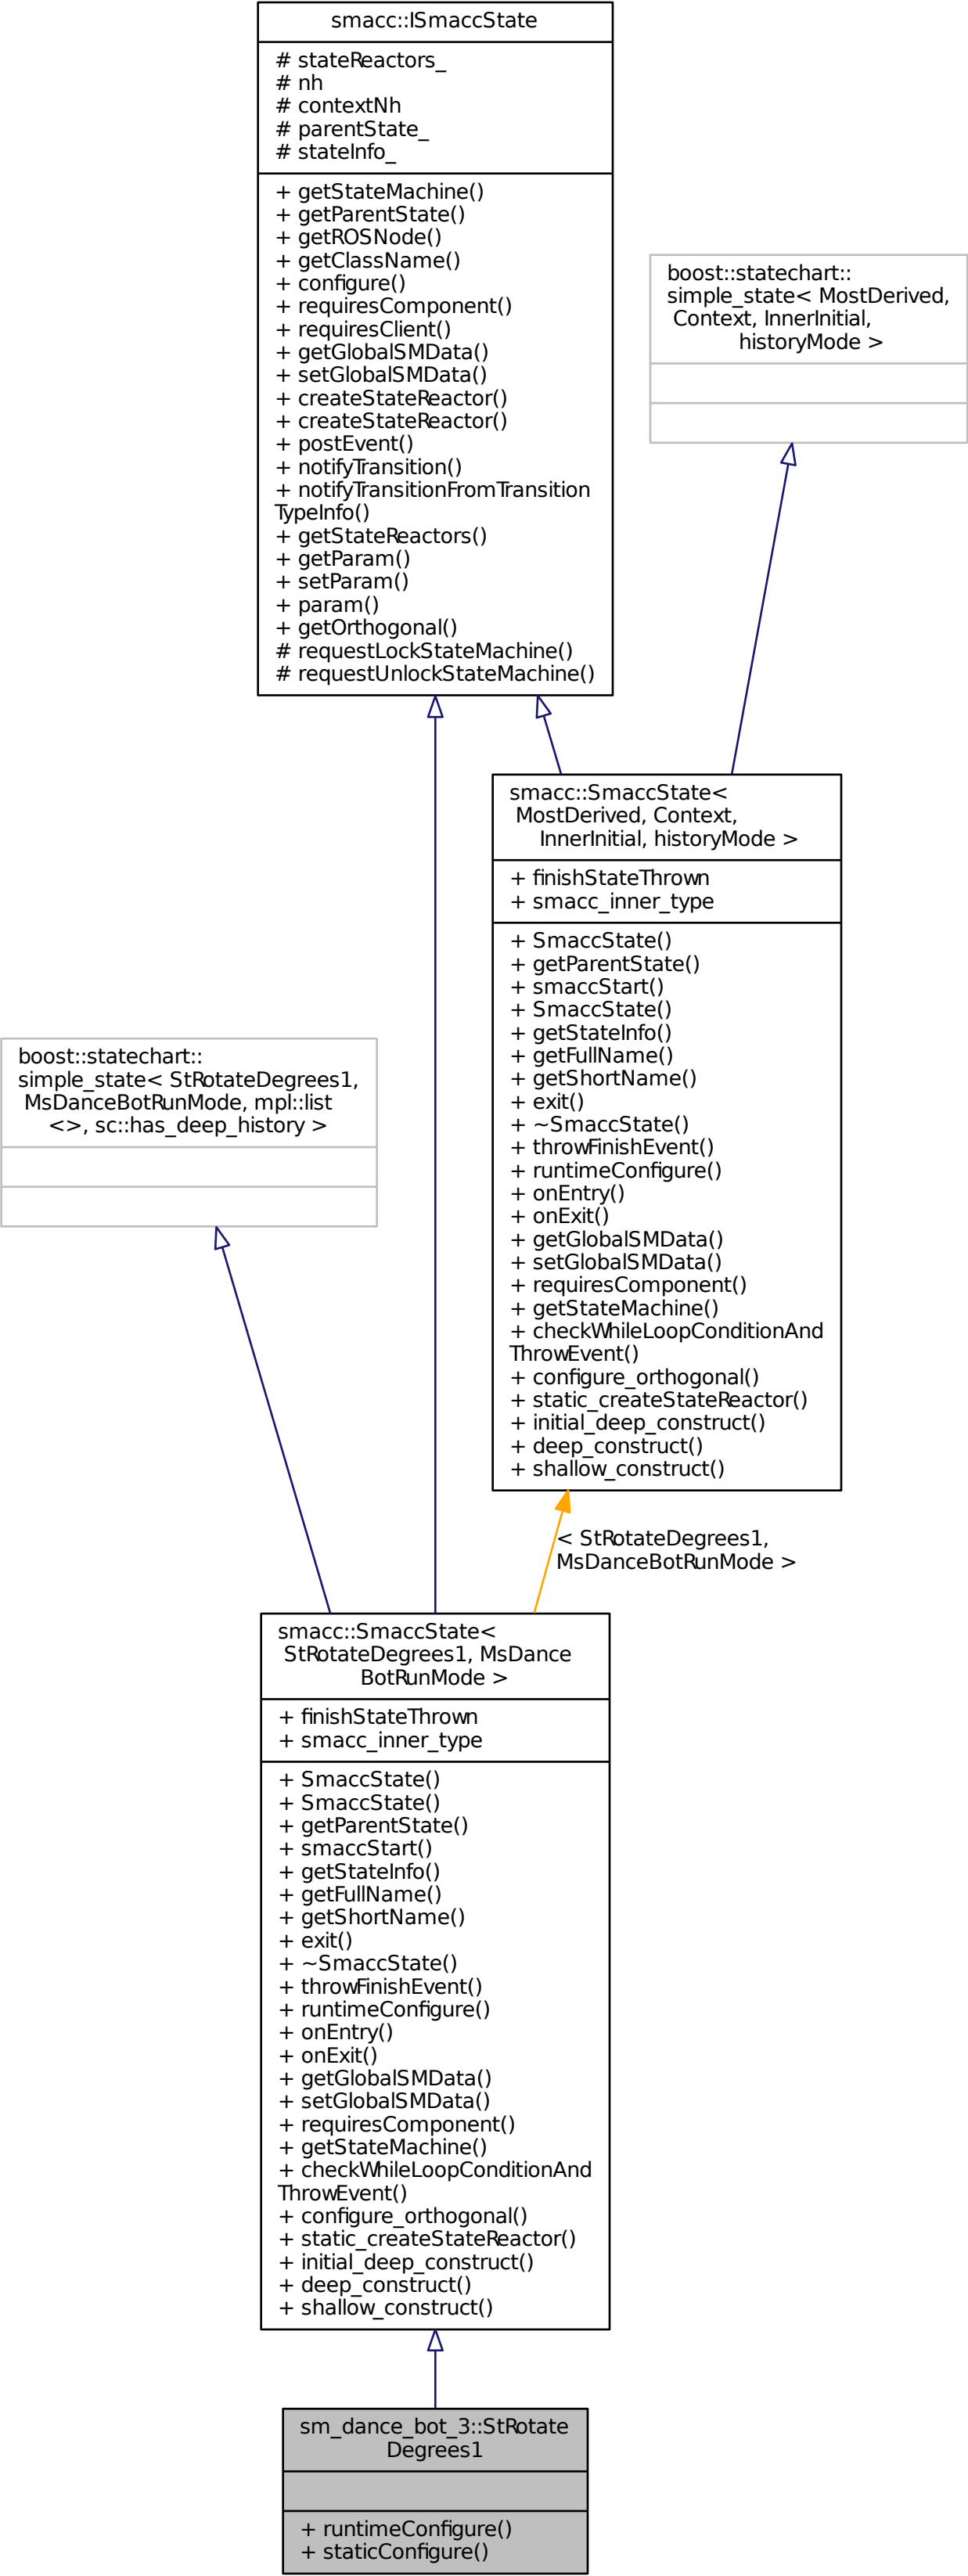 smacc::ISmaccState
# stateReactors_
# nh
# contextNh
# parentState_
# stateInfo_
+ getStateMachine()
+ getParentState()
+ getROSNode()
+ getClassName()
+ configure()
+ requiresComponent()
+ requiresClient()
+ getGlobalSMData()
+ setGlobalSMData()
+ createStateReactor()
+ createStateReactor()
+ postEvent()
+ notifyTransition()
+ notifyTransitionFromTransition
TypeInfo()
+ getStateReactors()
+ getParam()
+ setParam()
+ param()
+ getOrthogonal()
# requestLockStateMachine()
# requestUnlockStateMachine()
boost::statechart::
simple_state< MostDerived,
Context, InnerInitial,
historyMode >
smacc::SmaccState<
MostDerived, Context,
InnerInitial, historyMode >
+ finishStateThrown
+ smacc_inner_type
+ SmaccState()
+ getParentState()
+ smaccStart()
+ SmaccState()
+ getStateInfo()
+ getFullName()
+ getShortName()
+ exit()
+ ~SmaccState()
+ throwFinishEvent()
+ runtimeConfigure()
+ onEntry()
+ onExit()
+ getGlobalSMData()
+ setGlobalSMData()
+ requiresComponent()
+ getStateMachine()
+ checkWhileLoopConditionAnd
ThrowEvent()
+ configure_orthogonal()
+ static_createStateReactor()
+ initial_deep_construct()
+ deep_construct()
+ shallow_construct()
boost::statechart::
simple_state< StRotateDegrees1,
MsDanceBotRunMode, mpl::list
<>, sc::has_deep_history >
< StRotateDegrees1,
MsDanceBotRunMode >
smacc::SmaccState<
StRotateDegrees1, MsDance
BotRunMode >
+ finishStateThrown
+ smacc_inner_type
+ SmaccState()
+ SmaccState()
+ getParentState()
+ smaccStart()
+ getStateInfo()
+ getFullName()
+ getShortName()
+ exit()
+ ~SmaccState()
+ throwFinishEvent()
+ runtimeConfigure()
+ onEntry()
+ onExit()
+ getGlobalSMData()
+ setGlobalSMData()
+ requiresComponent()
+ getStateMachine()
+ checkWhileLoopConditionAnd
ThrowEvent()
+ configure_orthogonal()
+ static_createStateReactor()
+ initial_deep_construct()
+ deep_construct()
+ shallow_construct()
sm_dance_bot_3::StRotate
Degrees1
+ runtimeConfigure()
+ staticConfigure()